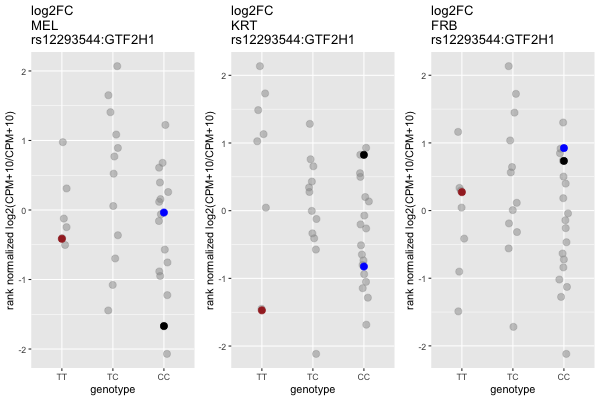 log2FC
MEL
rs12293544:GTF2H1
rank normalized log2(CPM+10/CPM+10)
2
1
0
-1
-2
TT
TC
CC
genotype
log2FC
KRT
rs12293544:GTF2H1
rank normalized log2(CPM+10/CPM+10)
2
1
0
-1
-2
TT
TC
CC
genotype
log2FC
FRB
rs12293544:GTF2H1
rank normalized log2(CPM+10/CPM+10)
2
1
0
-1
-2
TT
TC
CC
genotype